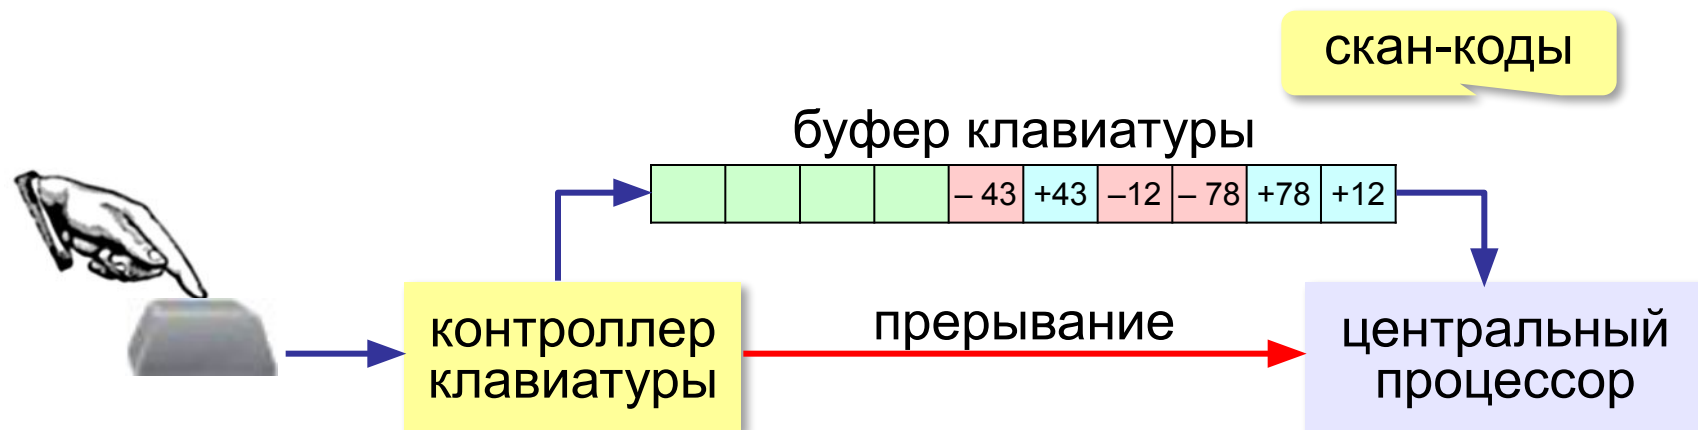 скан-коды
буфер клавиатуры
– 43 +43 –12 – 78 +78 +12
контроллер
клавиатуры
прерывание
центральный
процессор